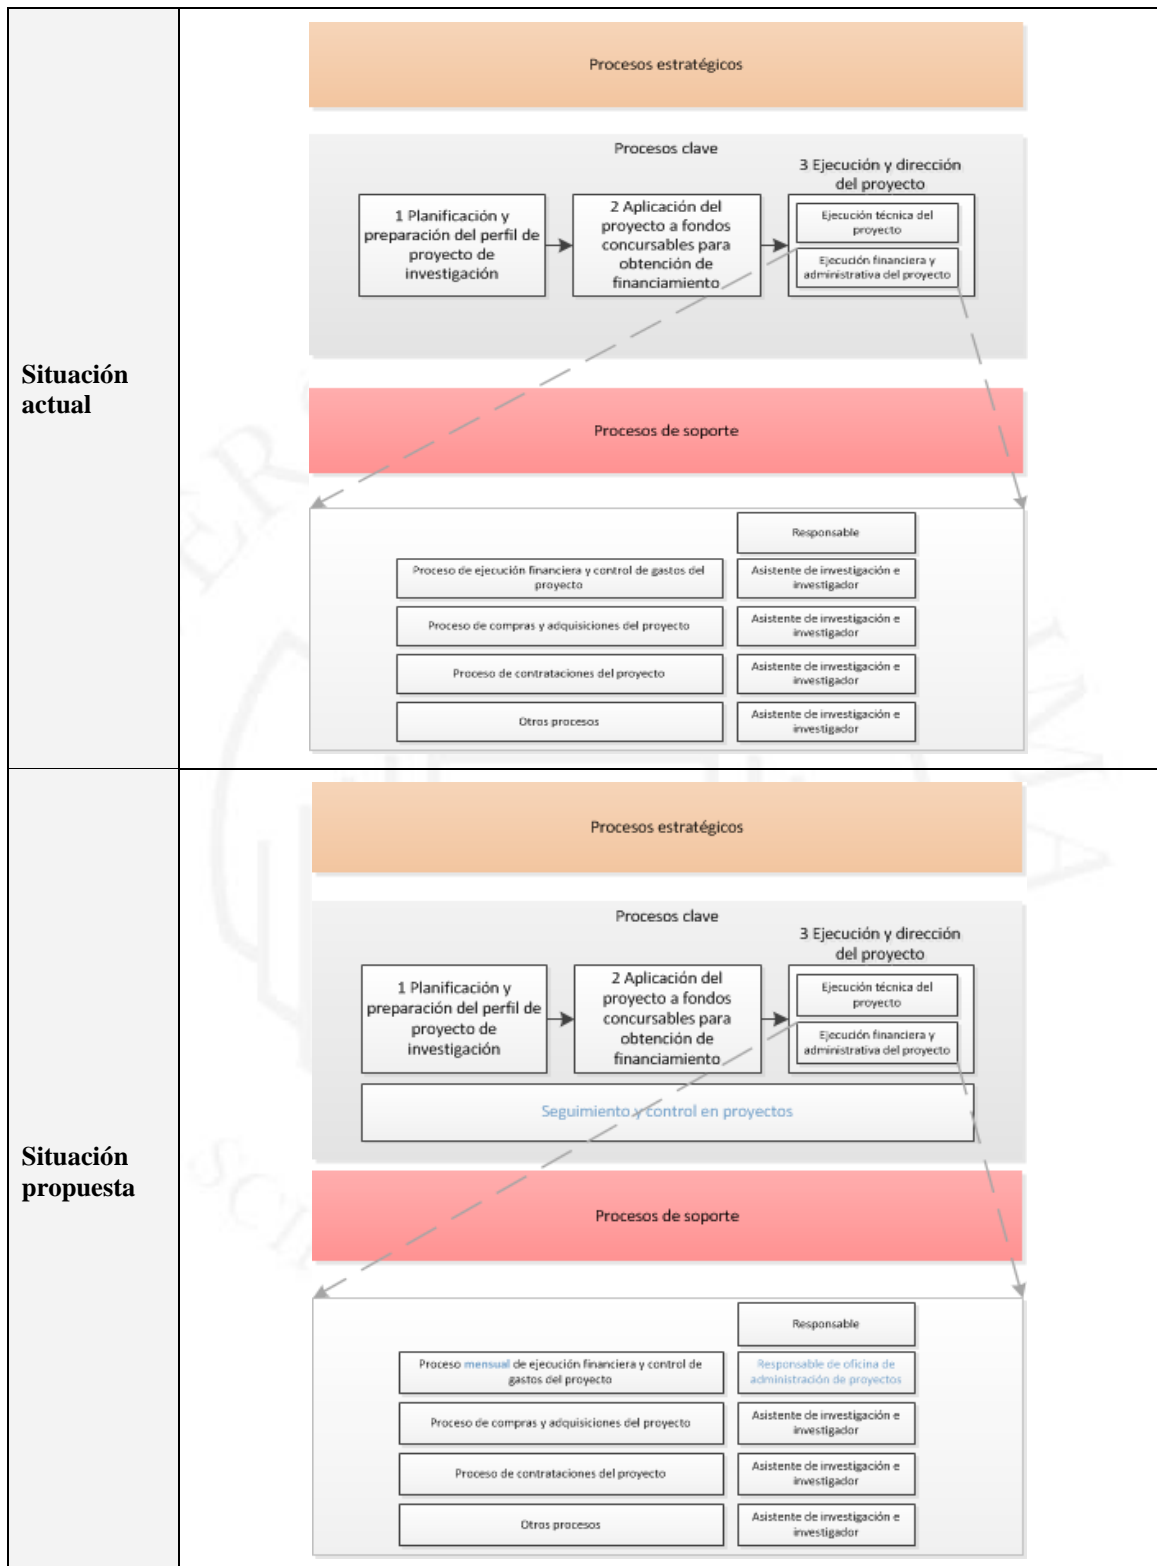 Situación
actual
Procesos estratégicos
Procesos clave
1 Planificación y
preparación del perfil de
proyecto de
investigación
2 Aplicación del
proyecto a fondos
concursables para
obtención de
financiamiento
3 Ejecución y dirección
del proyecto
Ejecución técnica del
proyecto
Ejecución financiera y
administrativa del proyecto
Procesos de soporte
Responsable
Proceso de ejecución financiera y control de gastos del
proyecto
Asistente de investigación e
investigador
Proceso de compras y adquisiciones del proyecto
Asistente de investigación e
investigador
Proceso de contrataciones del proyecto
Asistente de investigación e
investigador
Otros procesos
Asistente de investigación e
investigador
Situación
propuesta
Procesos estratégicos
Procesos clave
1 Planificación y
preparación del perfil de
proyecto de
investigación
2 Aplicación del
proyecto a fondos
concursables para
obtención de
financiamiento
3 Ejecución y dirección
del proyecto
Ejecución técnica del
proyecto
Ejecución financiera y
administrativa del proyecto
Seguimiento y control en proyectos
Procesos de soporte
Responsable
Proceso mensual de ejecución financiera y control de
gastos del proyecto
Responsable de oficina de
administración de proyectos
Proceso de compras y adquisiciones del proyecto
Asistente de investigación e
investigador
Proceso de contrataciones del proyecto
Asistente de investigación e
investigador
Otros procesos
Asistente de investigación e
investigador